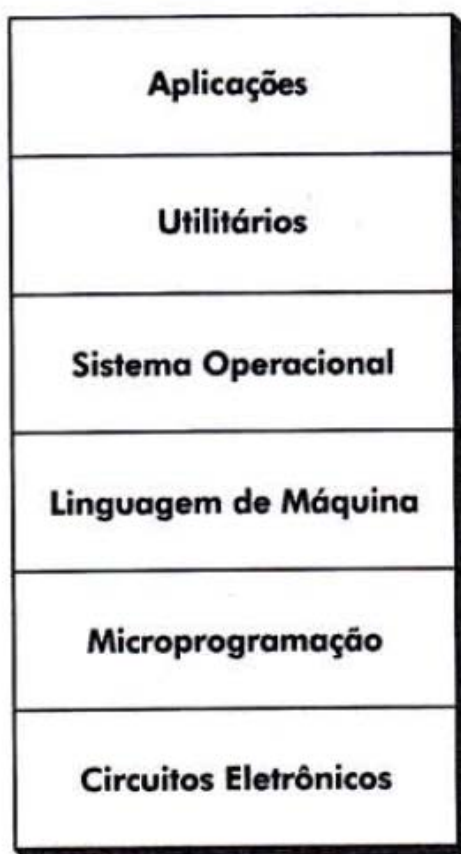 Aplicações
Utilitários
Sistema Operacional
Linguagem de Máquina
Microprogramação
Circuitos Eletrônicos